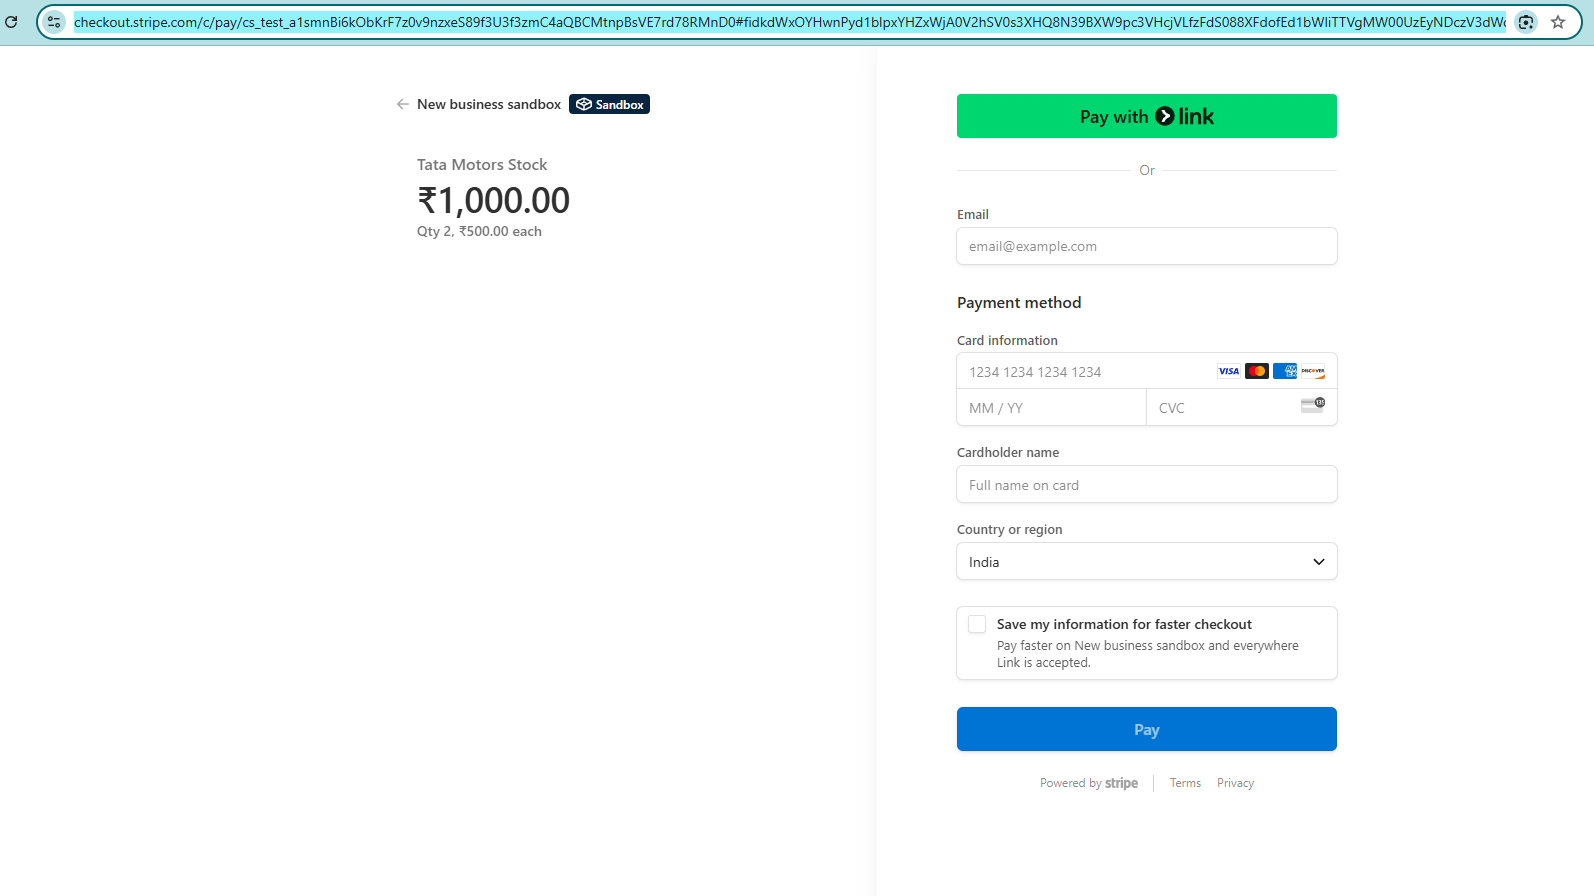 checkout.stripe.com/c/pay/cs_test_a1smnBi6kObKrF7z0v9nzxeS89f3U3f3zmC4aQBCMtnpBsVE7rd78RMnD0#fidkdWxOYHwnPyd1blpxYHZxWjA0V2hSV0s3XHQ8N39BXW9pc3VHcjVLfzFdS088XFdofEd1bWliTTVgMW00UzEyNDczV3dW
New business sandbox Sandbox
Tata Motors Stock
₹1,000.00
Qty 2, ₹500.00 each
Pay with link
Or
Email
email@example.com
Payment method
Card information
1234 1234 1234 1234 VISA AMEX DISCOVER
MM / YY CVC 135
Cardholder name
Full name on card
Country or region
India
Save my information for faster checkout
Pay faster on New business sandbox and everywhere
Link is accepted.
Pay
Powered by stripe Terms Privacy